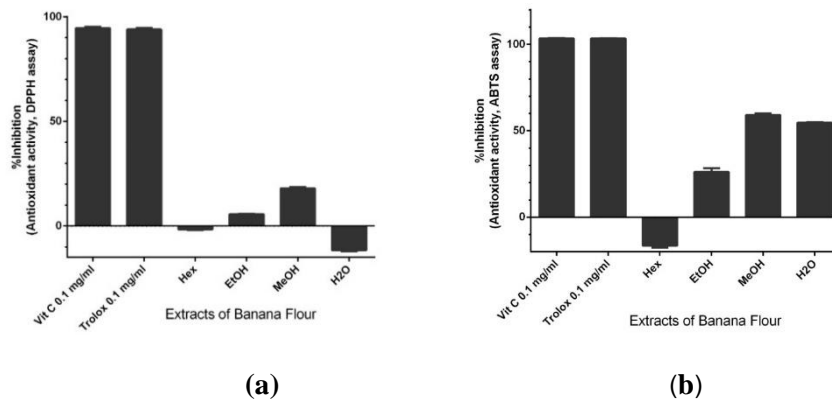 %Inhibition
(Antioxidant activity, DPPH assay)
100
50
0
Vit C 0.1 mg/ml
Trolox 0.1 mg/ml
Hex
EtOH
MeOH
H2O
Extracts of Banana Flour
(a)
%Inhibition
(Antioxidant activity, ABTS assay)
100
50
0
Vit C 0.1 mg/ml
Trolox 0.1 mg/ml
Hex
EtOH
MeOH
H2O
Extracts of Banana Flour
(b)